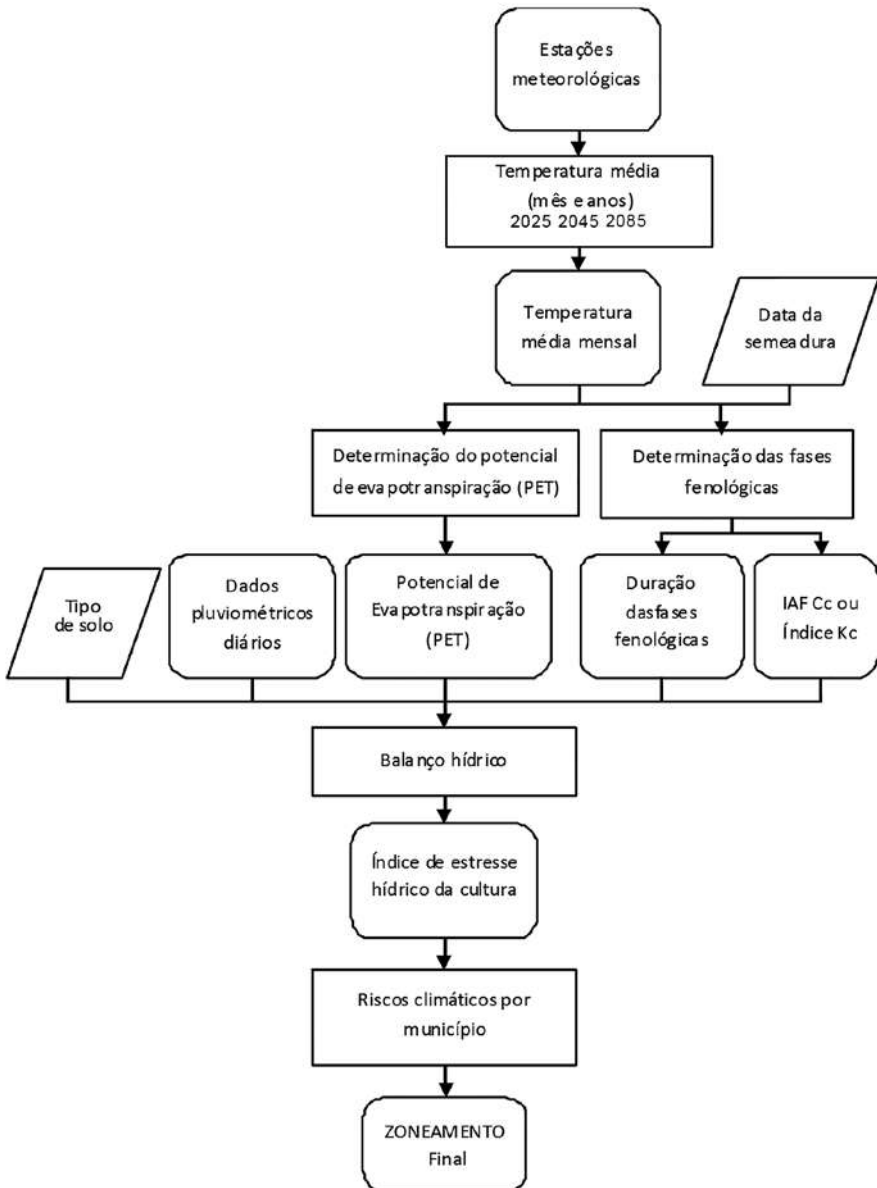 Estações
meteorológicas
Temperatura média
(mês e anos)
2025 2045 2085
Temperatura
média mensal
Data da
semeadura
Determinação do potencial
de evapotranspiração (PET)
Determinação das fases
fenológicas
Tipo
de solo
Dados
pluviométricos
diários
Potencial de
Evapotranspiração
(PET)
Duração
dasfases
fenológicas
IAF Cc ou
Índice Kc
Balanço hídrico
Índice de estresse
hídrico da cultura
Riscos climáticos por
município
ZONEAMENTO
Final